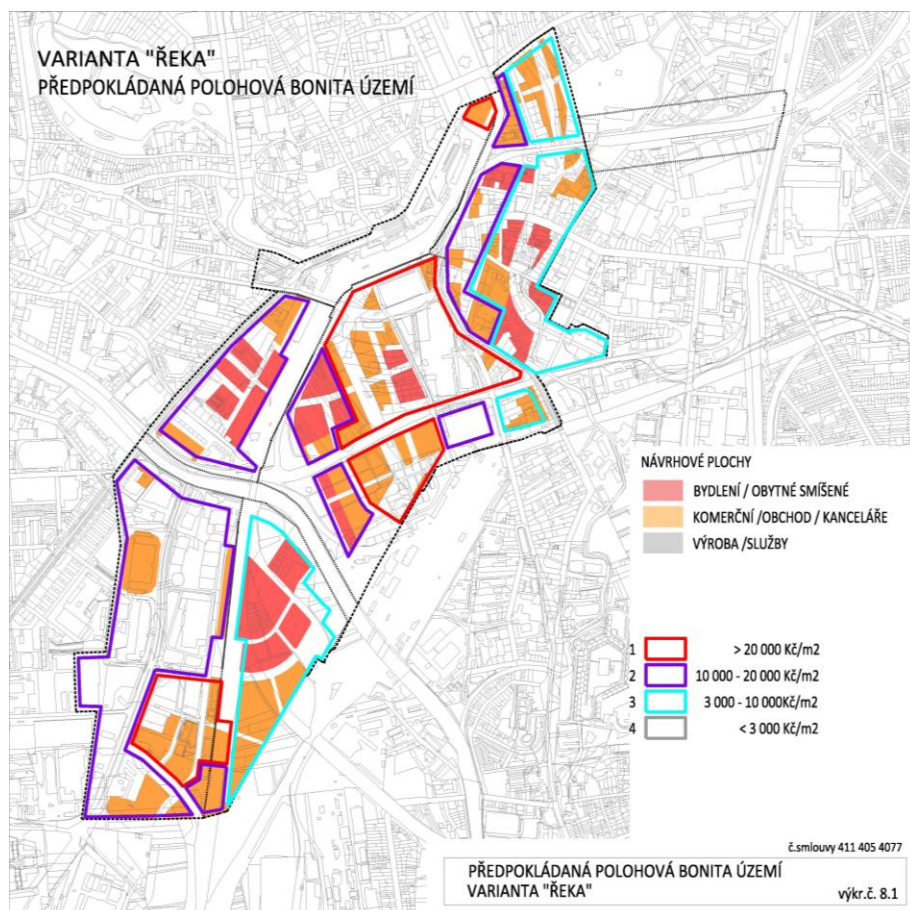 VARIANTA "ŘEKA"
PŘEDPOKLÁDANÁ POLOHOVÁ BONITA ÚZEMÍ
NÁVRHOVÉ PLOCHY
BYDLENÍ / OBYTNÉ SMÍŠENÉ
KOMERČNÍ /OBCHOD / KANCELÁŘE
VÝROBA /SLUŽBY
1 > 20 000 Kč/m2
2 10 000 - 20 000 Kč/m2
3 3 000 - 10 000Kč/m2
4 < 3 000 Kč/m2
č.smlouvy 411 405 4077
PŘEDPOKLÁDANÁ POLOHOVÁ BONITA ÚZEMÍ
VARIANTA "ŘEKA" výkr.č. 8.1